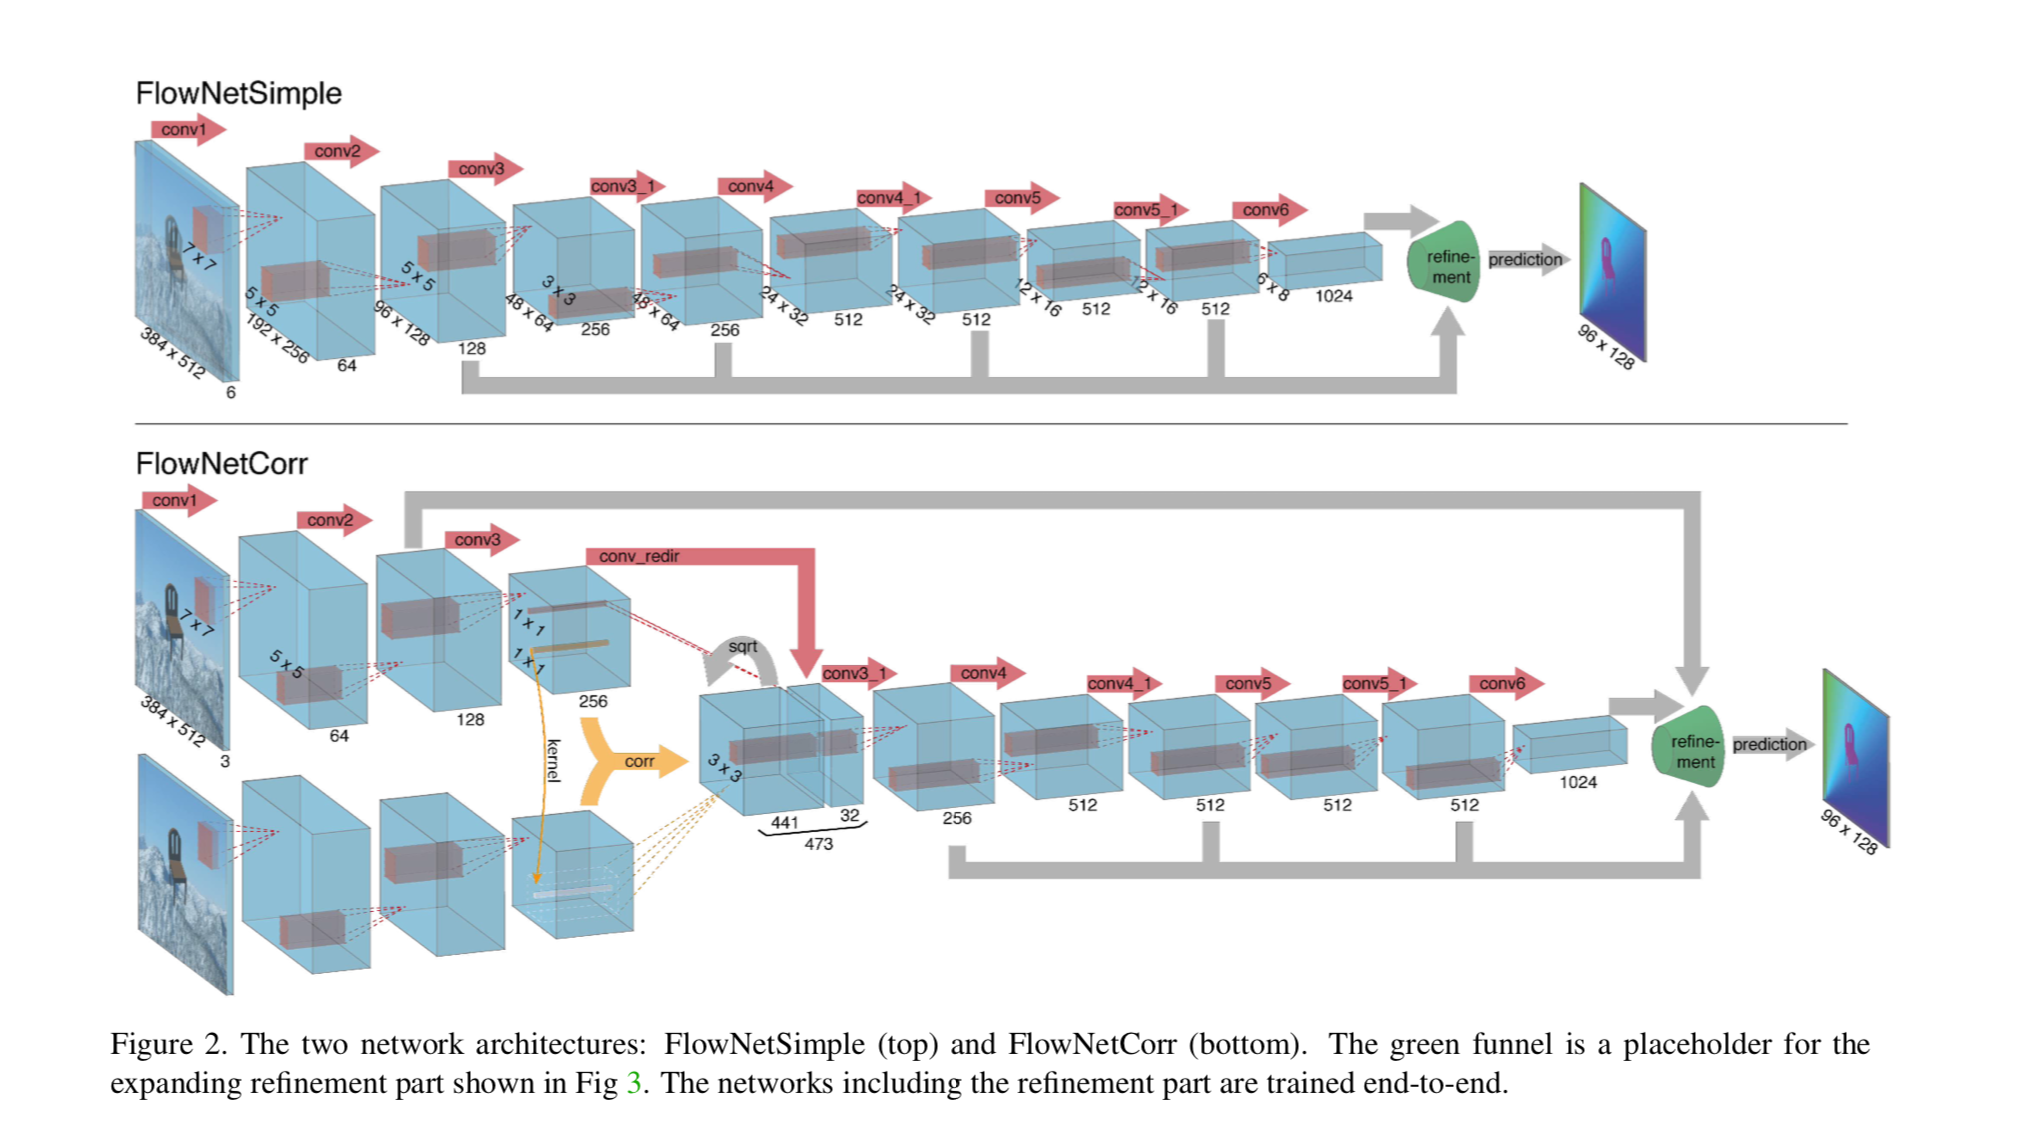 FlowNetSimple
conv1
conv2
conv3
conv3_1
conv4
conv4_1
conv5
conv5_1
conv6
7 x 7
5 x 5
5 x 5
3 x 3
384 x 512
192 x 256
96 x 128
48 x 64
48 x 64
24 x 32
24 x 32
12 x 16
12 x 16
6 x 8
6
64
128
256
256
512
512
512
512
1024
refine-
ment
prediction
96 x 128
FlowNetCorr
conv1
conv2
conv3
conv_redir
sqrt
conv3_1
conv4
conv4_1
conv5
conv5_1
conv6
7 x 7
5 x 5
1 x 1
1 x 1
3 x 3
384 x 512
3
64
128
256
kernel
corr
441
32
473
256
512
512
512
512
1024
refine-
ment
prediction
96 x 128
Figure 2. The two network architectures: FlowNetSimple (top) and FlowNetCorr (bottom). The green funnel is a placeholder for the
expanding refinement part shown in Fig 3. The networks including the refinement part are trained end-to-end.